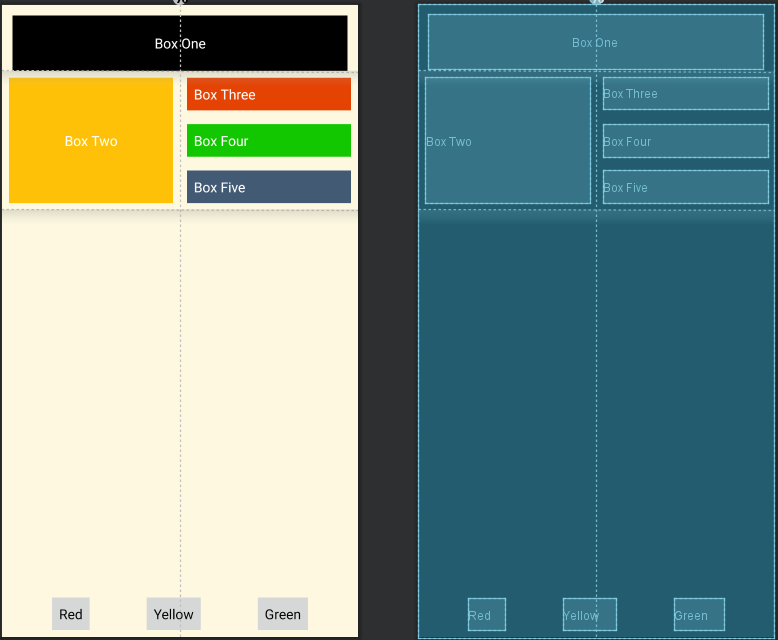 Box One
Box Two
Box Three
Box Four
Box Five
Red
Yellow
Green
Box One
Box Two
Box Three
Box Four
Box Five
Red
Yellow
Green